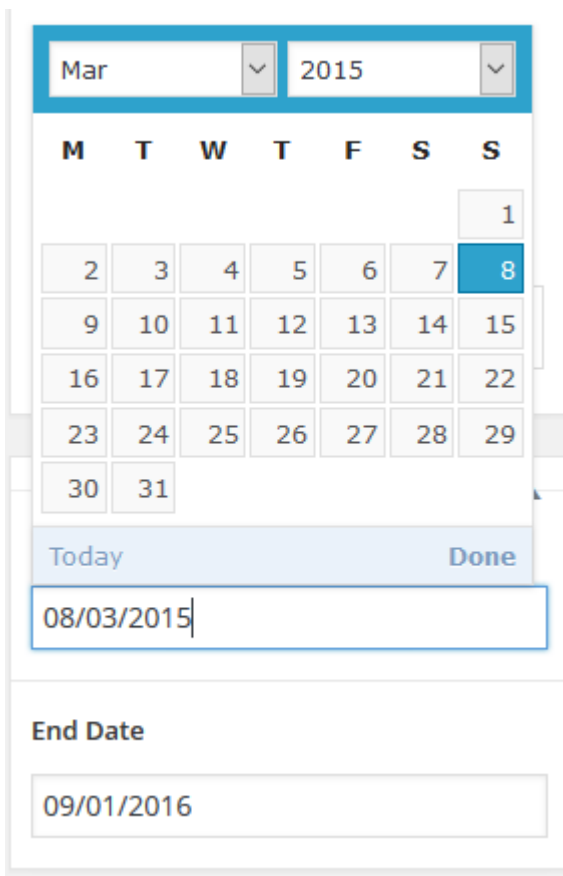 Mar 2015
M T W T F S S
1
2 3 4 5 6 7 8
9 10 11 12 13 14 15
16 17 18 19 20 21 22
23 24 25 26 27 28 29
30 31
Today Done
08/03/2015
End Date
09/01/2016